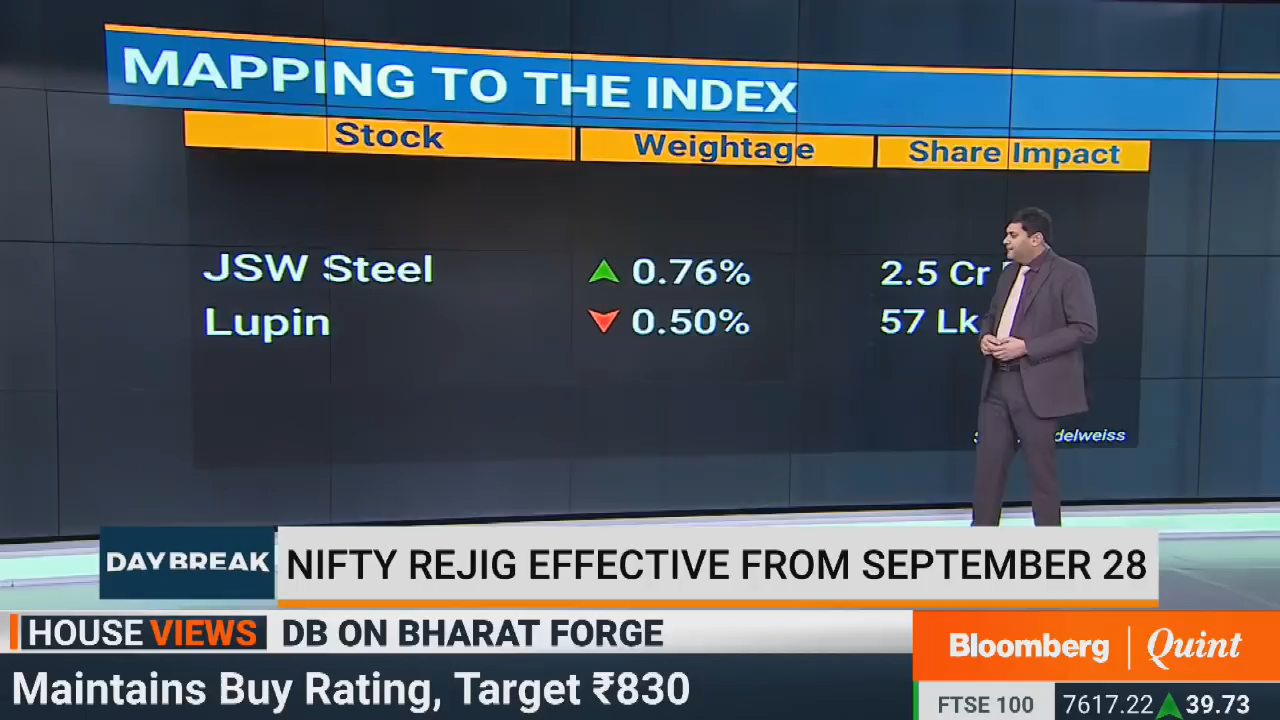 MAPPING TO THE INDEX
Stock Weightage Share Impact
JSW Steel 0.76% 2.5 Cr
Lupin 0.50% 57 Lk
DAYBREAK NIFTY REJIG EFFECTIVE FROM SEPTEMBER 28
HOUSE VIEWS DB ON BHARAT FORGE
Maintains Buy Rating, Target ₹830
Bloomberg | Quint
FTSE 100 7617.22 39.73